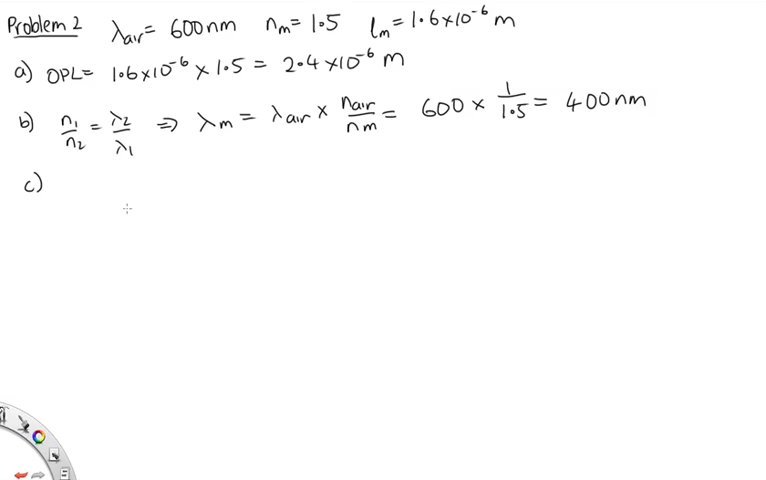 Problem 2 λair = 600nm nm = 1.5 lm = 1.6×10⁻⁶ m
a) OPL = 1.6×10⁻⁶ × 1.5 = 2.4×10⁻⁶ m
b) n₁/n₂ = λ₂/λ₁ ⇒ λm = λair × nair/nm = 600 × 1/1.5 = 400nm
c)